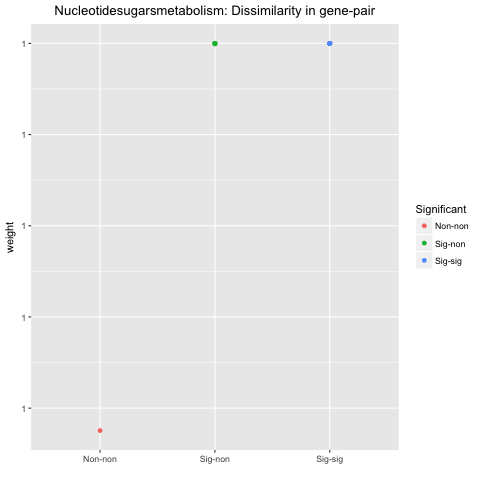 Nucleotidesugarsmetabolism: Dissimilarity in gene-pair
1
1
1
1
1
weight
Non-non
Sig-non
Sig-sig
Significant
Non-non
Sig-non
Sig-sig